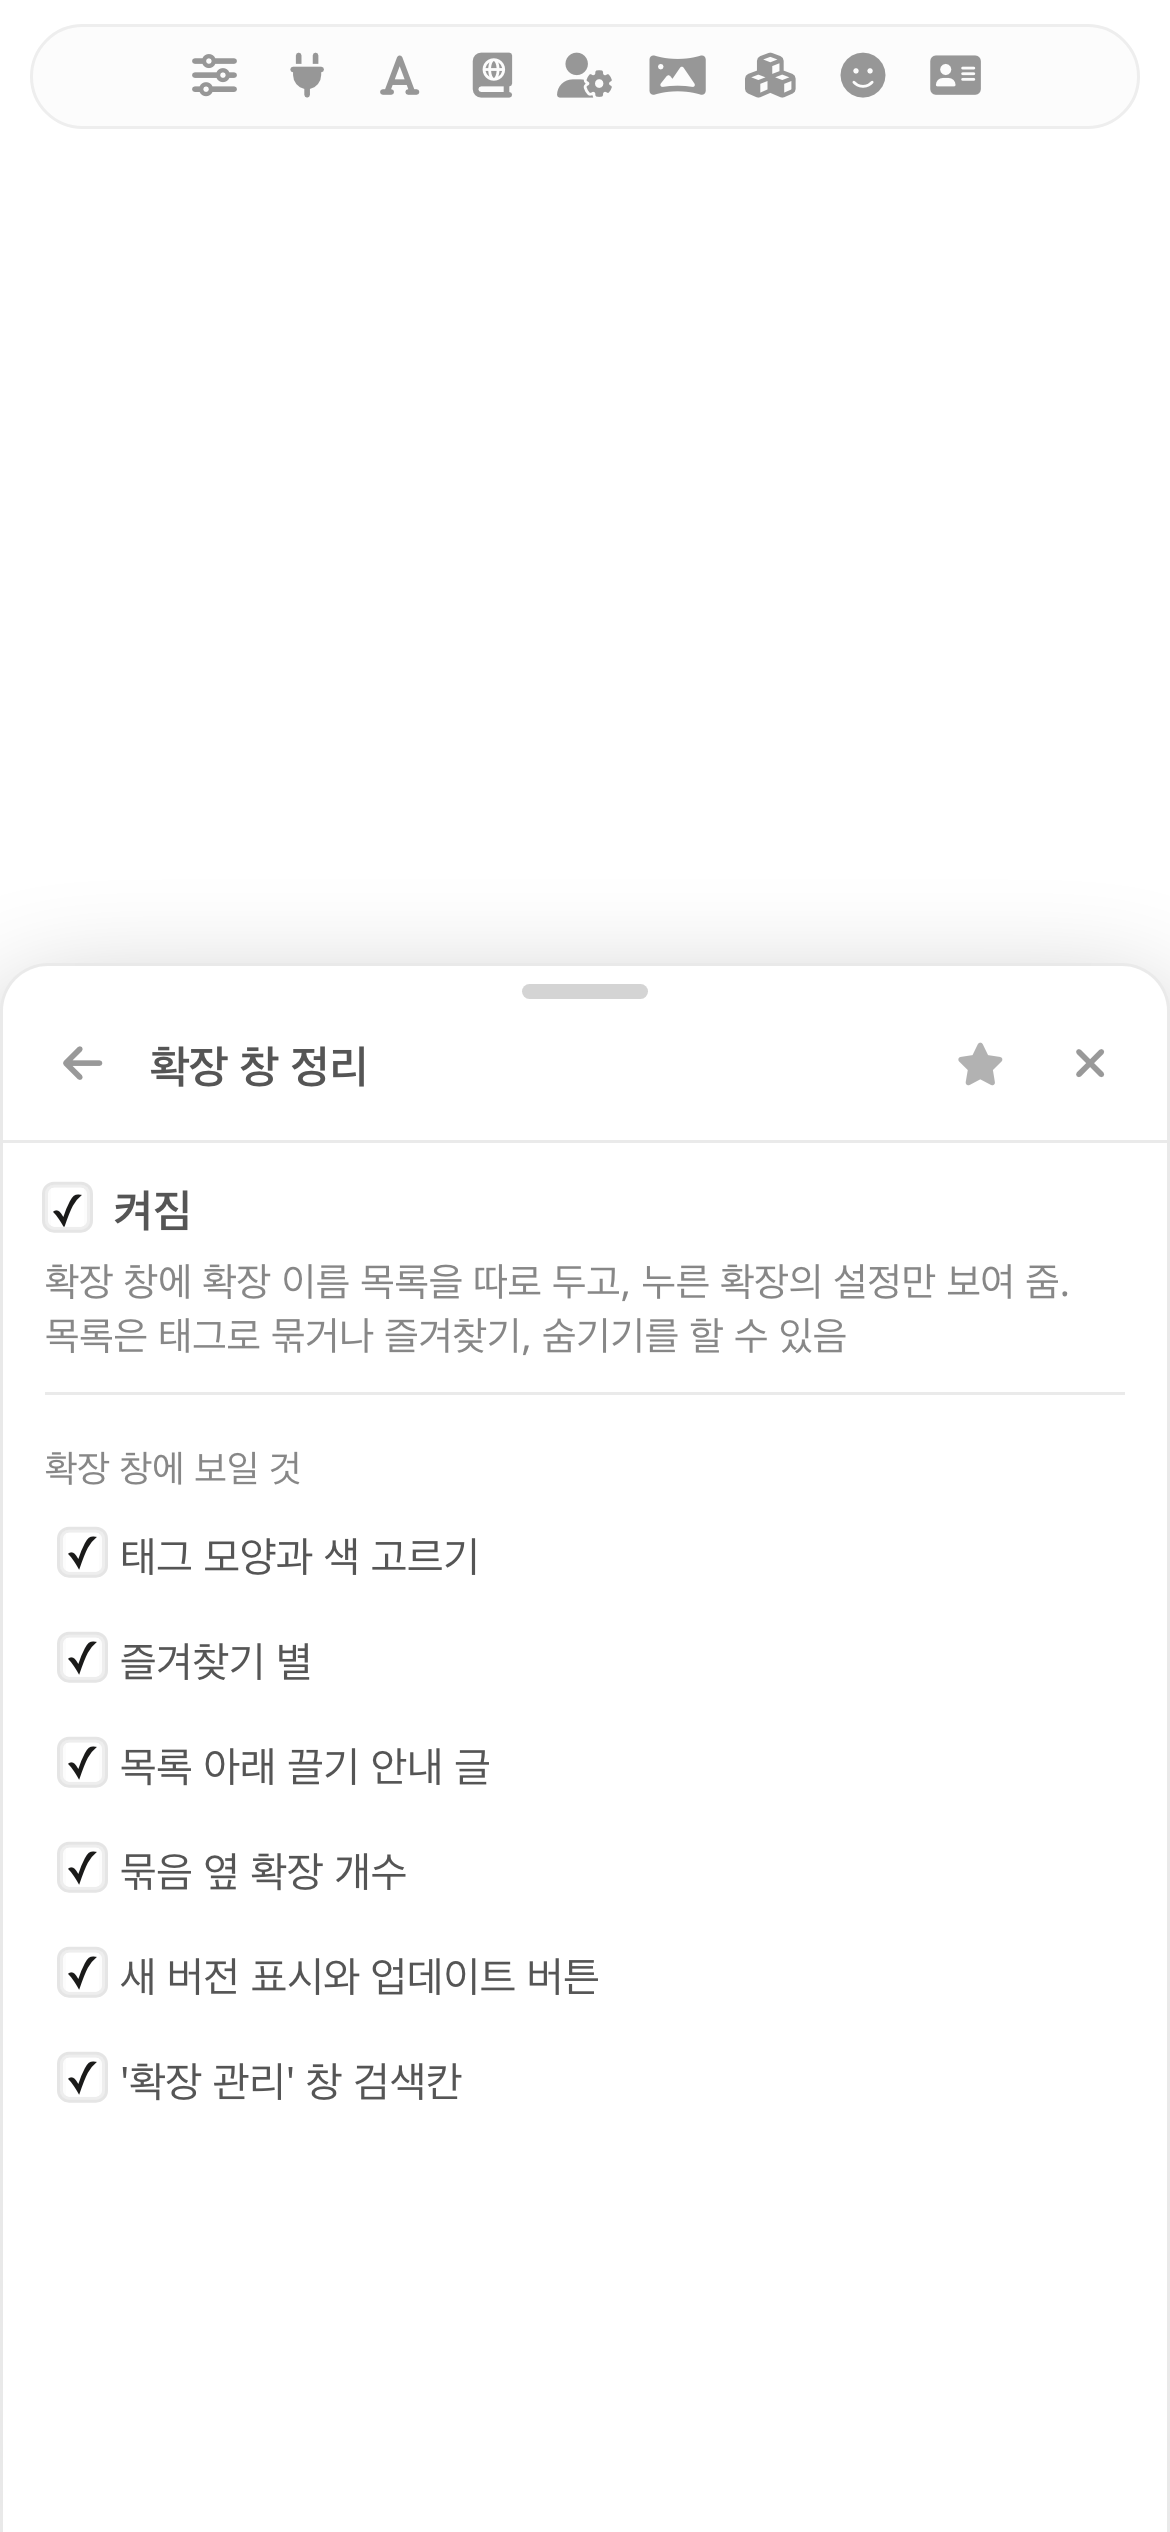 확장 창 정리
켜짐
확장 창에 확장 이름 목록을 따로 두고, 누른 확장의 설정만 보여 줌.
목록은 태그로 묶거나 즐겨찾기, 숨기기를 할 수 있음
확장 창에 보일 것
태그 모양과 색 고르기
즐겨찾기 별
목록 아래 끌기 안내 글
묶음 옆 확장 개수
새 버전 표시와 업데이트 버튼
'확장 관리' 창 검색칸